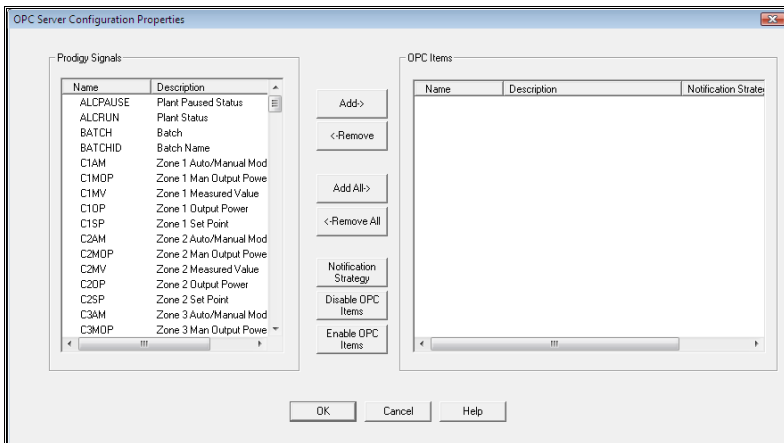 OPC Server Configuration Properties
Prodigy Signals
Name Description
ALCPAUSE Plant Paused Status
ALCRUN Plant Status
BATCH Batch
BATCHID Batch Name
C1AM Zone 1 Auto/Manual Mod
C1MOP Zone 1 Man Output Powe
C1MV Zone 1 Measured Value
C1OP Zone 1 Output Power
C1SP Zone 1 Set Point
C2AM Zone 2 Auto/Manual Mod
C2MOP Zone 2 Man Output Powe
C2MV Zone 2 Measured Value
C2OP Zone 2 Output Power
C2SP Zone 2 Set Point
C3AM Zone 3 Auto/Manual Mod
C3MOP Zone 3 Man Output Powe
Add->
<-Remove
Add All->
<-Remove All
Notification
Strategy
Disable OPC
Items
Enable OPC
Items
OPC Items
Name Description Notification Strate
OK Cancel Help